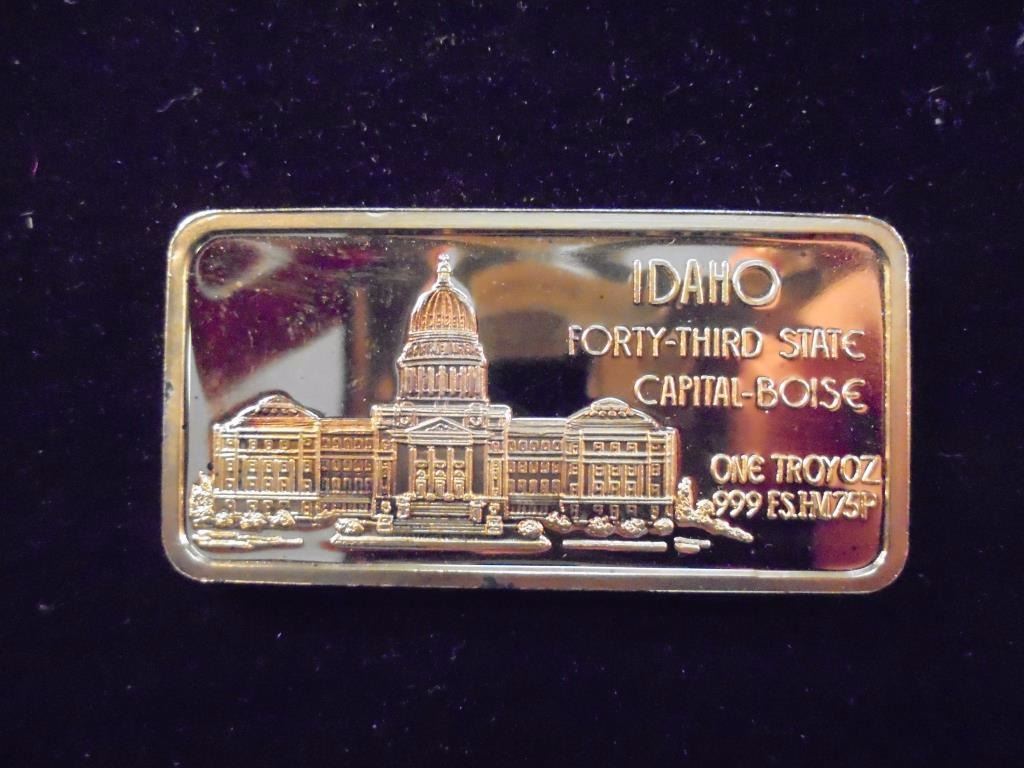 IDAHO
FORTY-THIRD STATE
CAPITAL-BOISE
ONE TROY OZ
999 F.S. HM75P